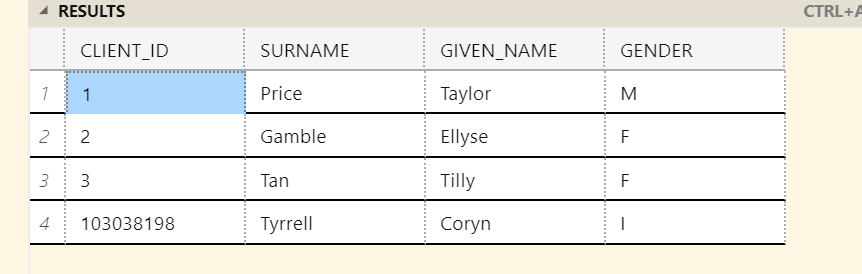 RESULTS CTRL+A
CLIENT_ID SURNAME GIVEN_NAME GENDER
1 1 Price Taylor M
2 2 Gamble Ellyse F
3 3 Tan Tilly F
4 103038198 Tyrrell Coryn I